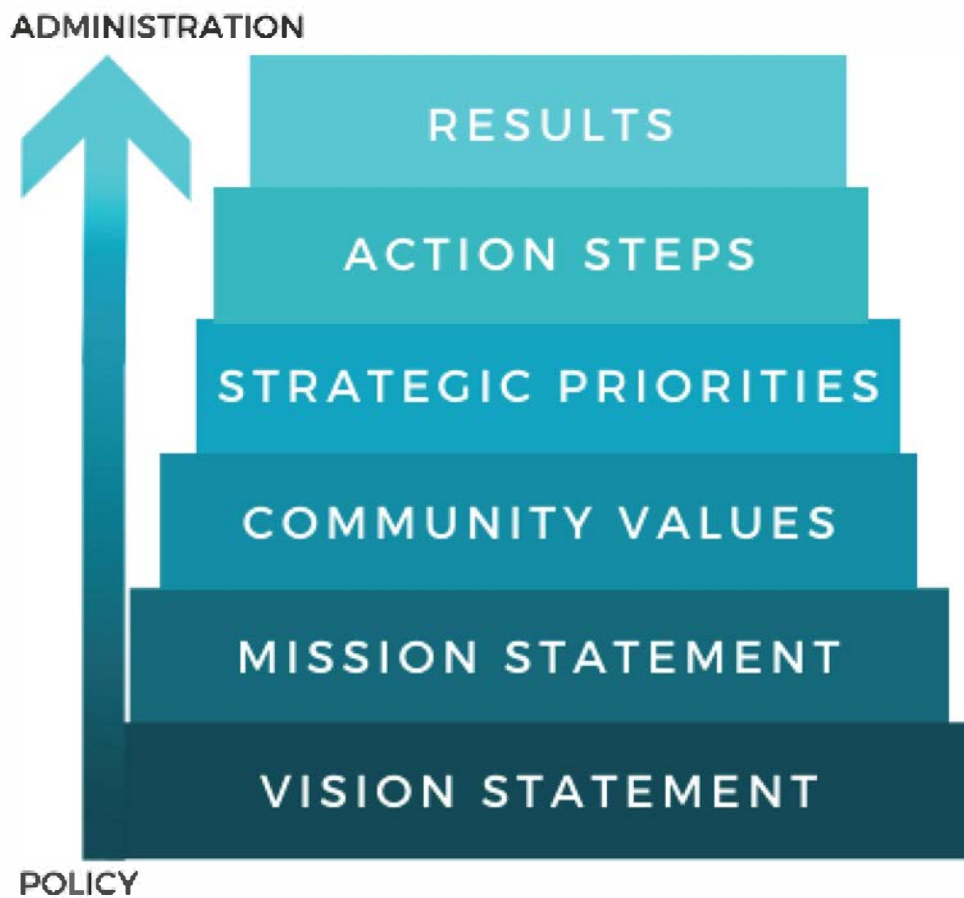 ADMINISTRATION
RESULTS
ACTION STEPS
STRATEGIC PRIORITIES
COMMUNITY VALUES
MISSION STATEMENT
VISION STATEMENT
POLICY